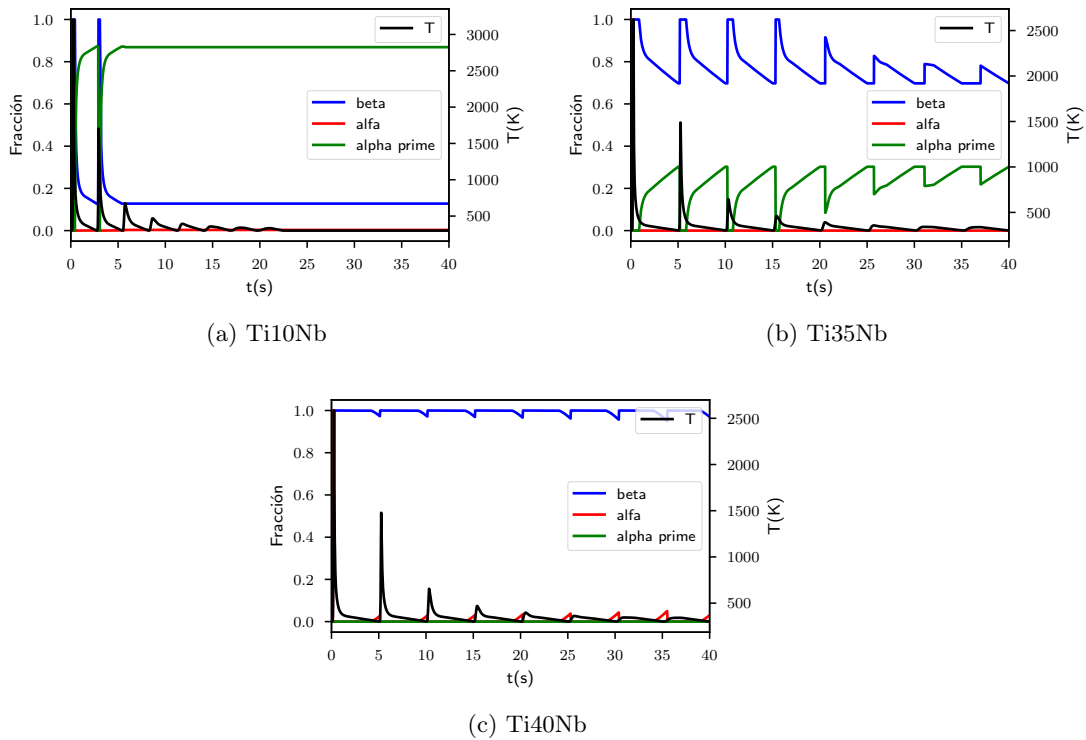 1.0
0.8
0.6
0.4
0.2
0.0
Fracción
0 5 10 15 20 25 30 35 40
t(s)
3000
2500
2000
1500
1000
500
T(K)
T
beta
alfa
alpha prime
(a) Ti10Nb
1.0
0.8
0.6
0.4
0.2
0.0
Fracción
0 5 10 15 20 25 30 35 40
t(s)
2500
2000
1500
1000
500
T(K)
T
beta
alfa
alpha prime
(b) Ti35Nb
1.0
0.8
0.6
0.4
0.2
0.0
Fracción
0 5 10 15 20 25 30 35 40
t(s)
2500
2000
1500
1000
500
T(K)
T
beta
alfa
alpha prime
(c) Ti40Nb